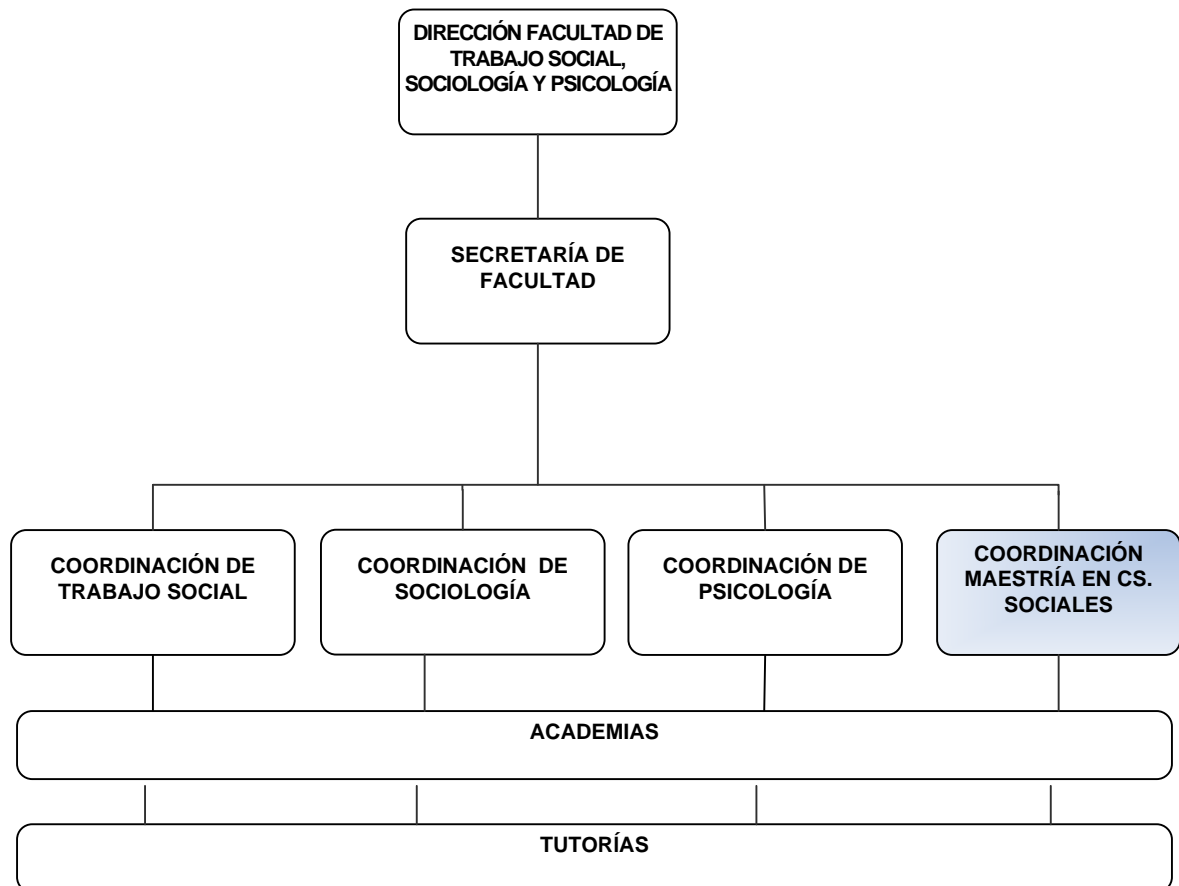 DIRECCIÓN FACULTAD DE
TRABAJO SOCIAL,
SOCIOLOGÍA Y PSICOLOGÍA
SECRETARÍA DE
FACULTAD
COORDINACIÓN DE
TRABAJO SOCIAL
COORDINACIÓN DE
SOCIOLOGÍA
COORDINACIÓN DE
PSICOLOGÍA
COORDINACIÓN
MAESTRÍA EN CS.
SOCIALES
ACADEMIAS
TUTORÍAS